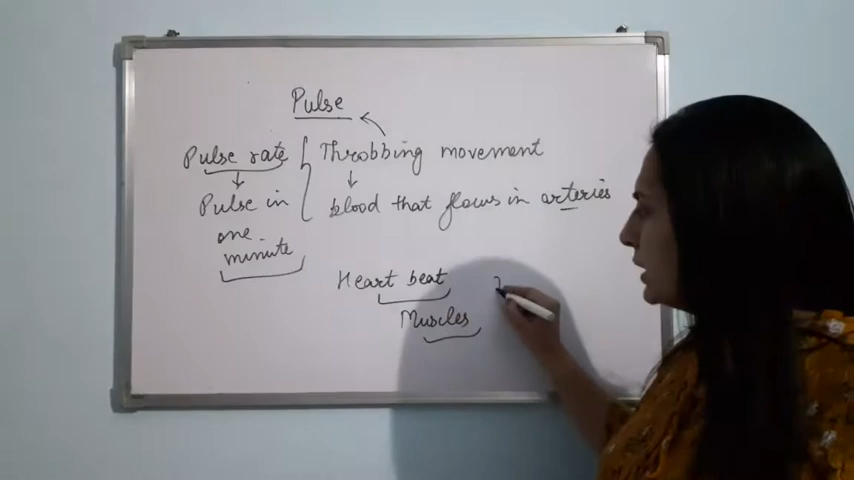 Pulse
Pulse rate Throbbing movement
Pulse in blood that flows in arteries
one
minute
Heart beat
Muscles